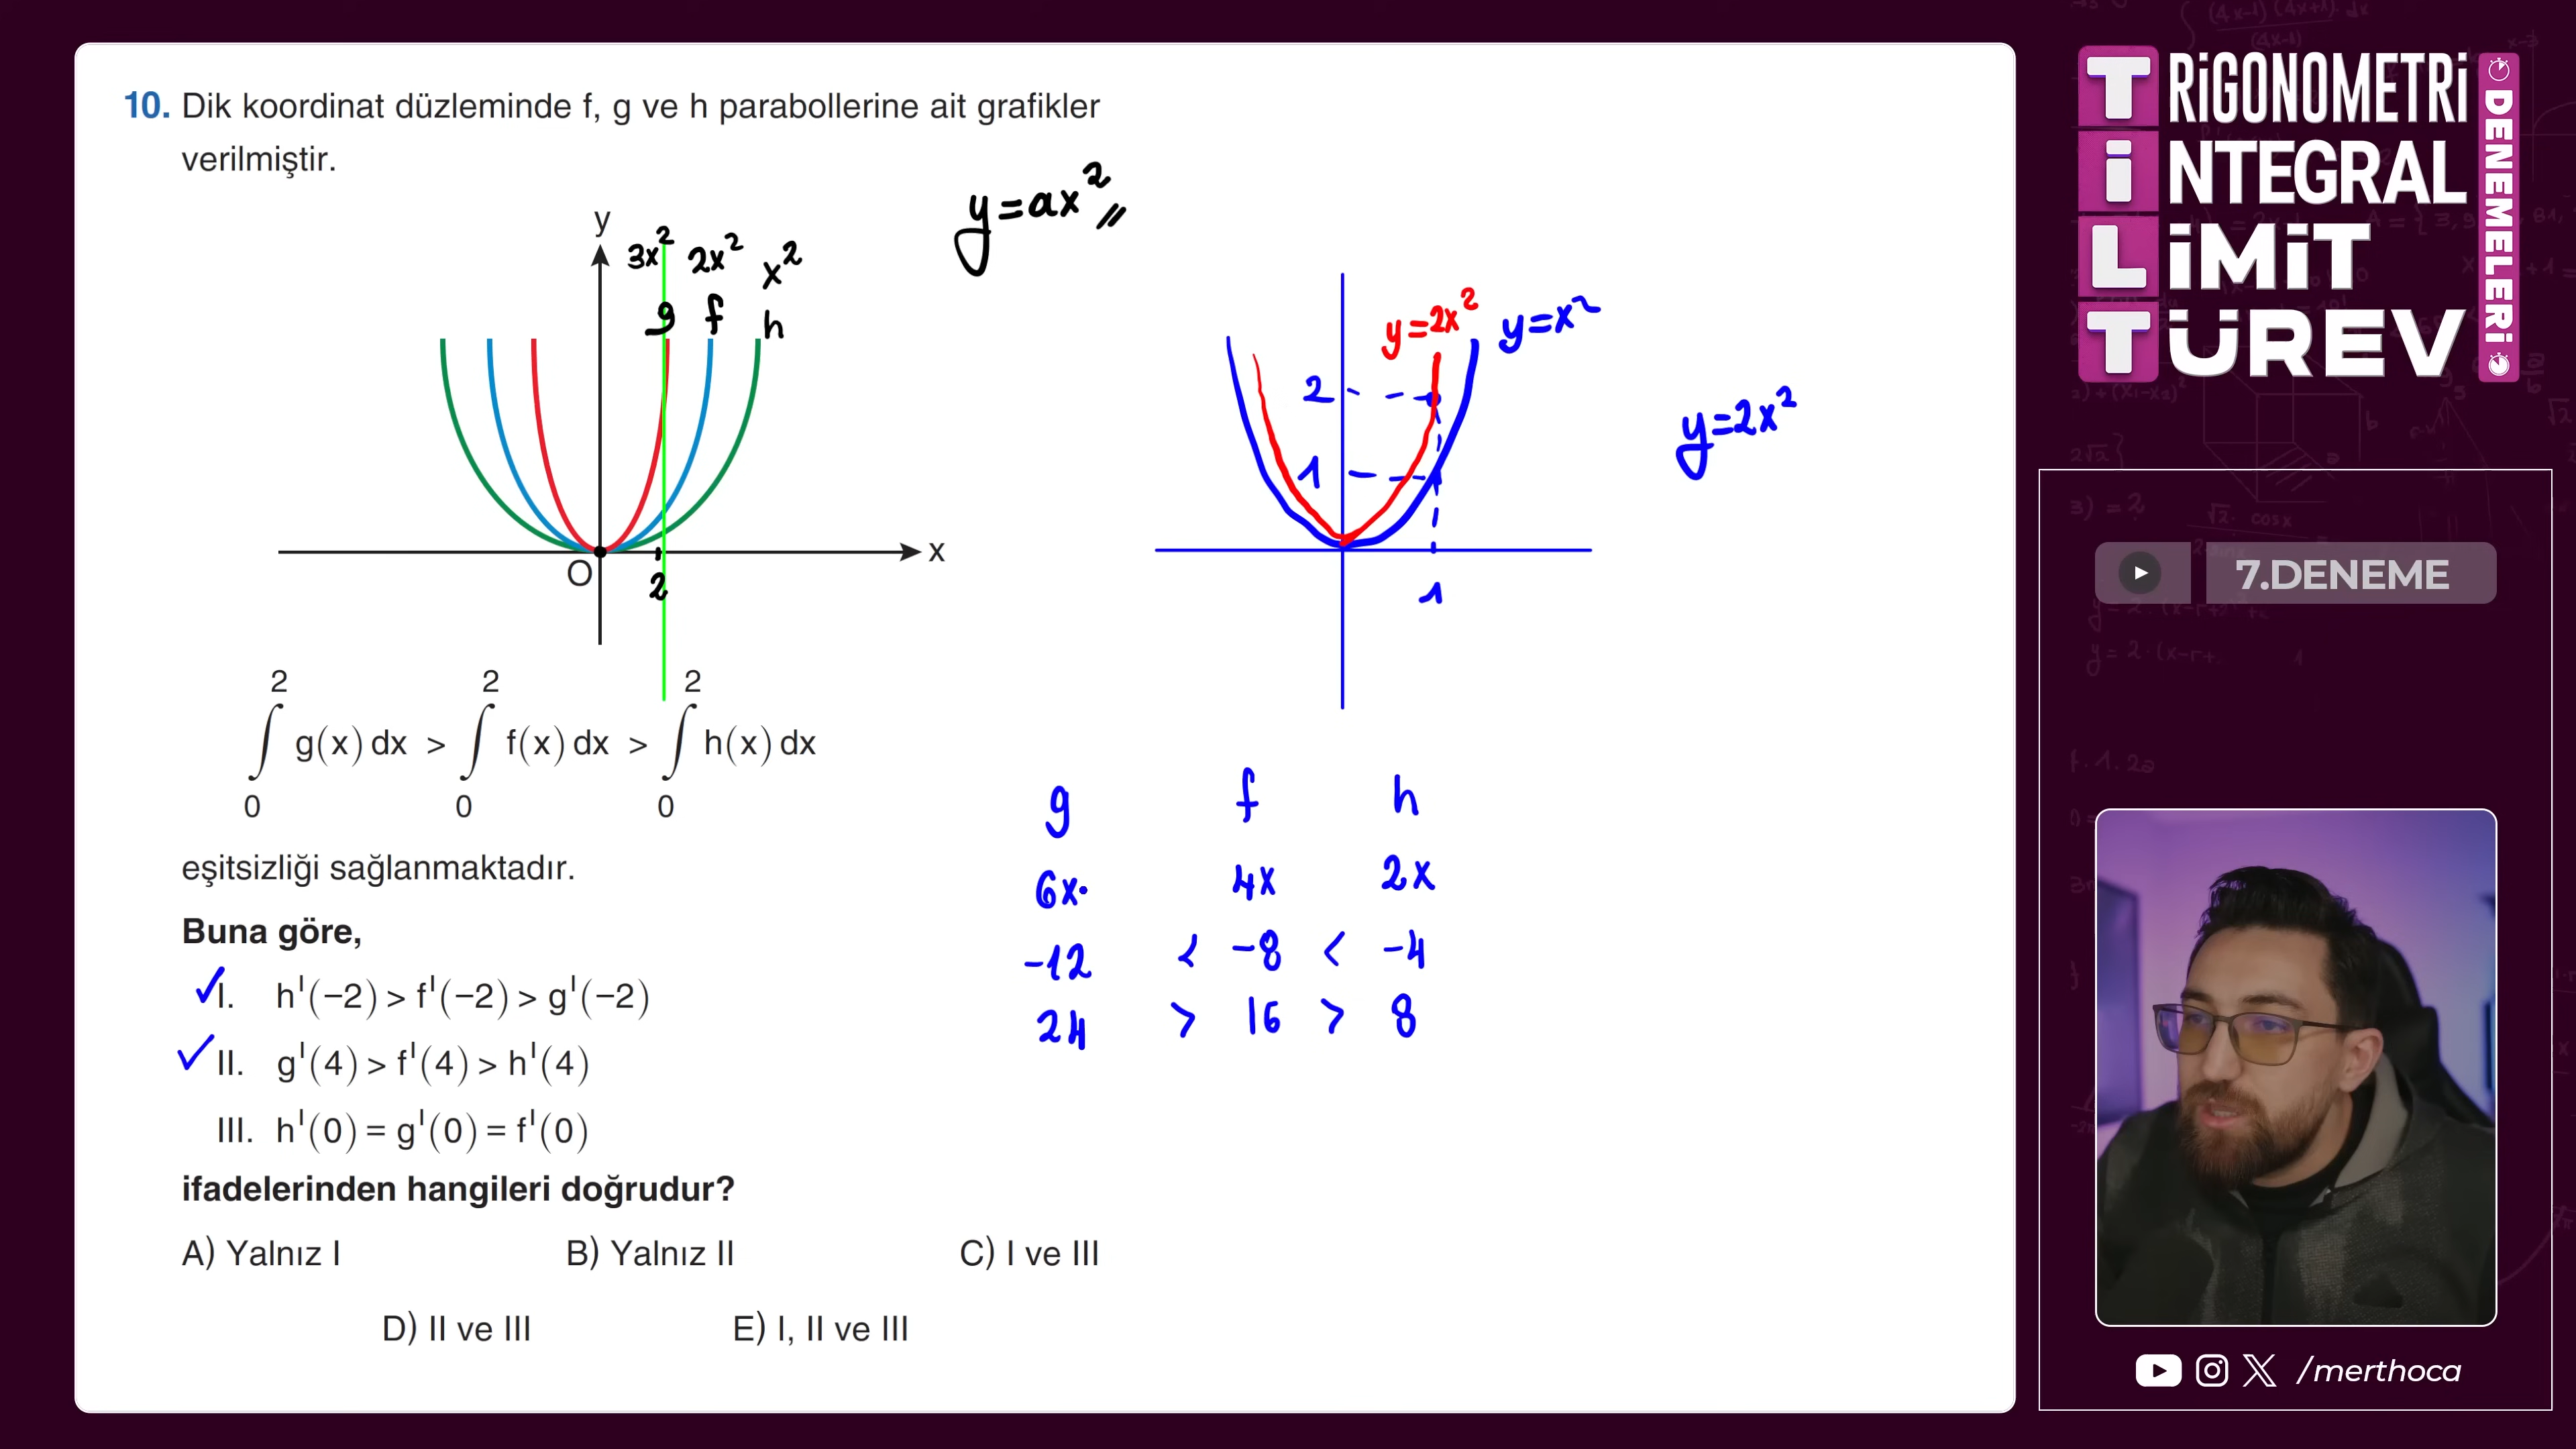 10. Dik koordinat düzleminde f, g ve h parabollerine ait grafikler
verilmiştir.
y=ax²
y
3x² 2x² x²
g f h
x
O
2
y=2x² y=x²
2
1
1
y=2x²
2 2 2
∫ g(x) dx > ∫ f(x) dx > ∫ h(x) dx
0 0 0
eşitsizliği sağlanmaktadır.
Buna göre,
✓I. h'(−2) > f'(−2) > g'(−2)
✓II. g'(4) > f'(4) > h'(4)
III. h'(0) = g'(0) = f'(0)
ifadelerinden hangileri doğrudur?
A) Yalnız I B) Yalnız II C) I ve III
D) II ve III E) I, II ve III
g f h
6x· 4x 2x
-12 < -8 < -4
24 > 16 > 8
TRİGONOMETRİ
İNTEGRAL
LİMİT
TÜREV
DENEMELERİ
7.DENEME
/merthoca